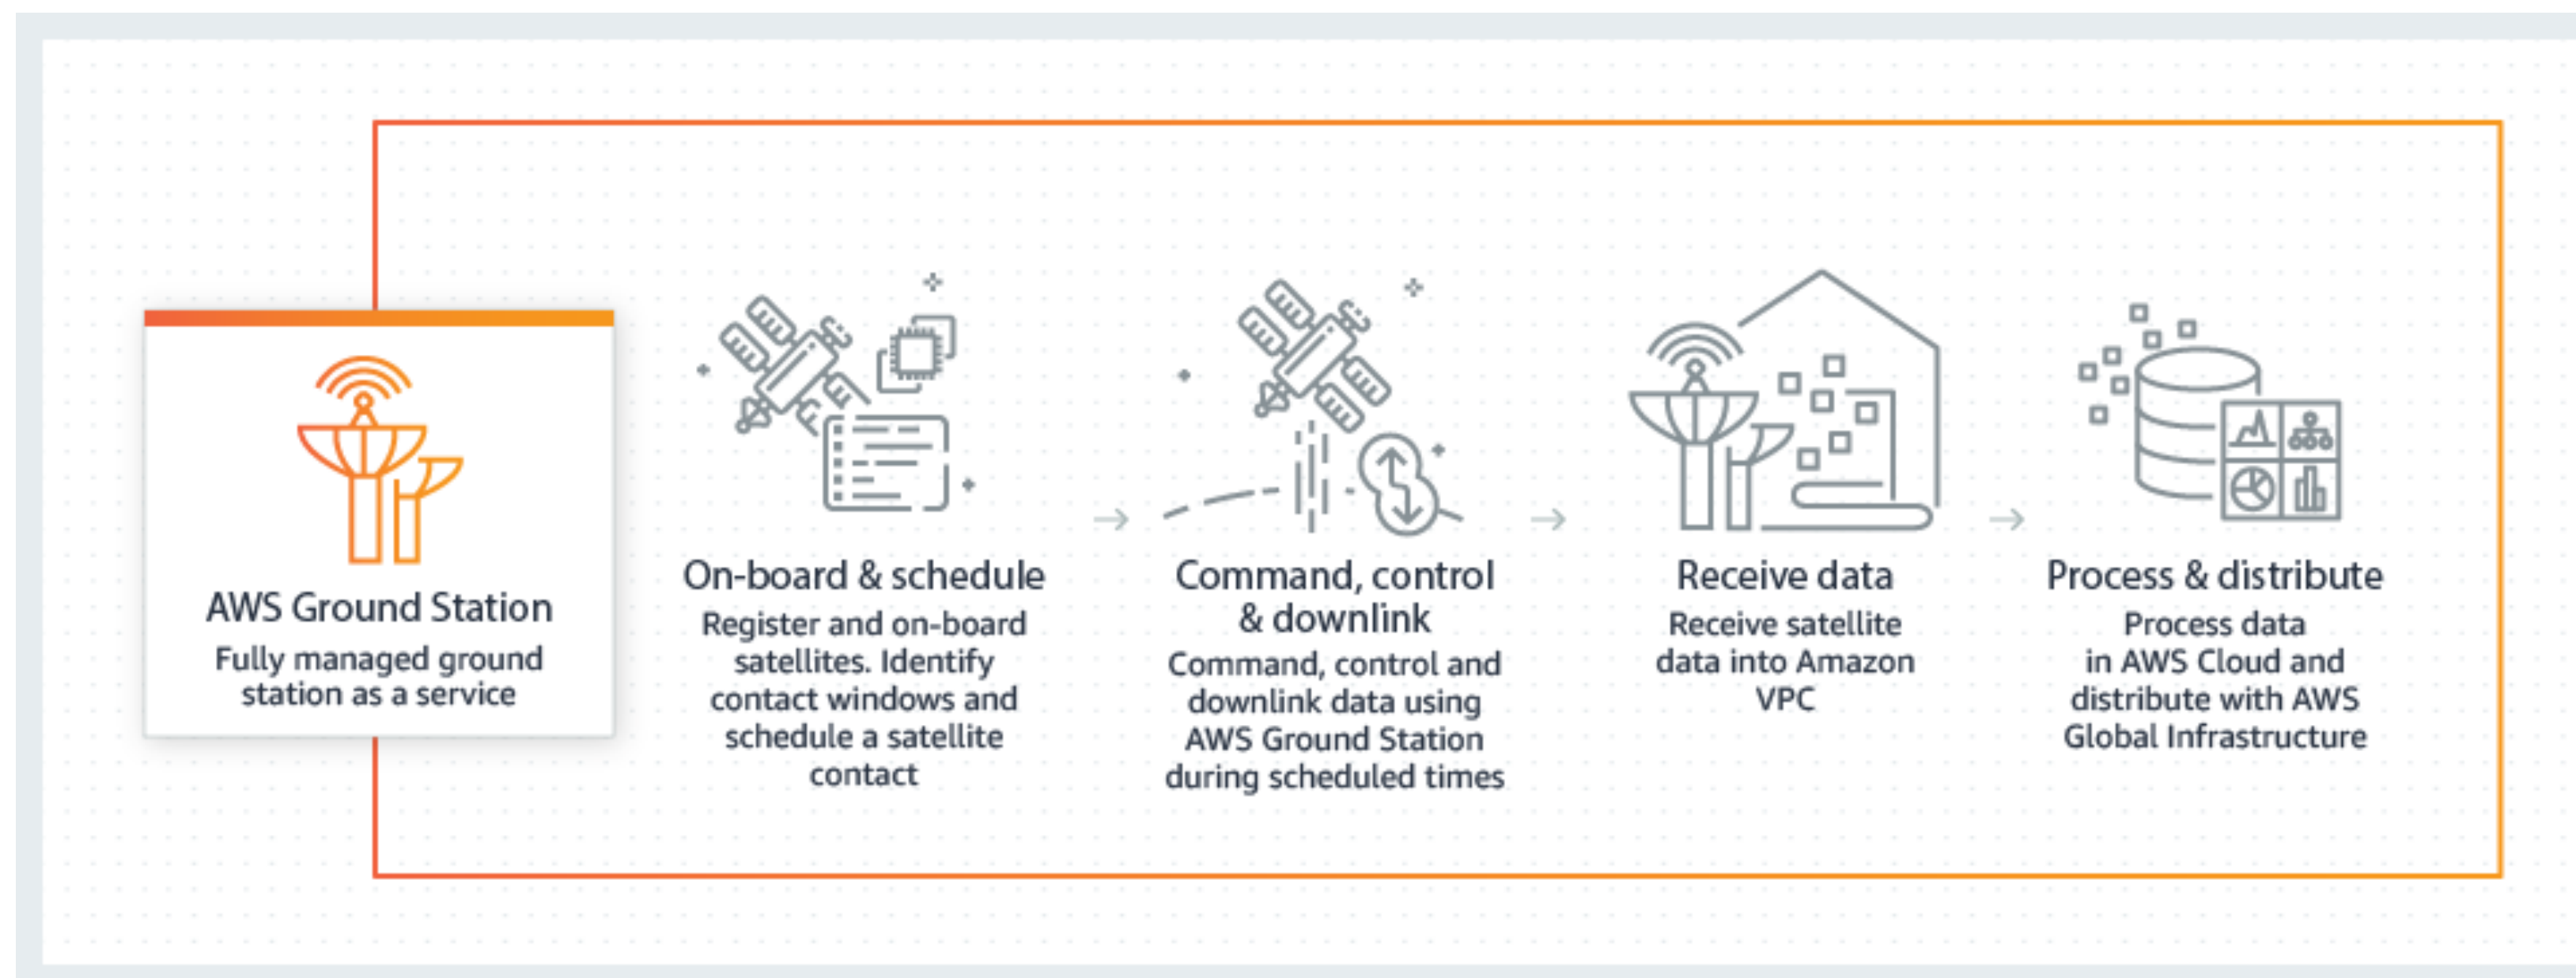 AWS Ground Station
Fully managed ground
station as a service
On-board & schedule
Register and on-board
satellites. Identify
contact windows and
schedule a satellite
contact
Command, control
& downlink
Command, control and
downlink data using
AWS Ground Station
during scheduled times
Receive data
Receive satellite
data into Amazon
VPC
Process & distribute
Process data
in AWS Cloud and
distribute with AWS
Global Infrastructure